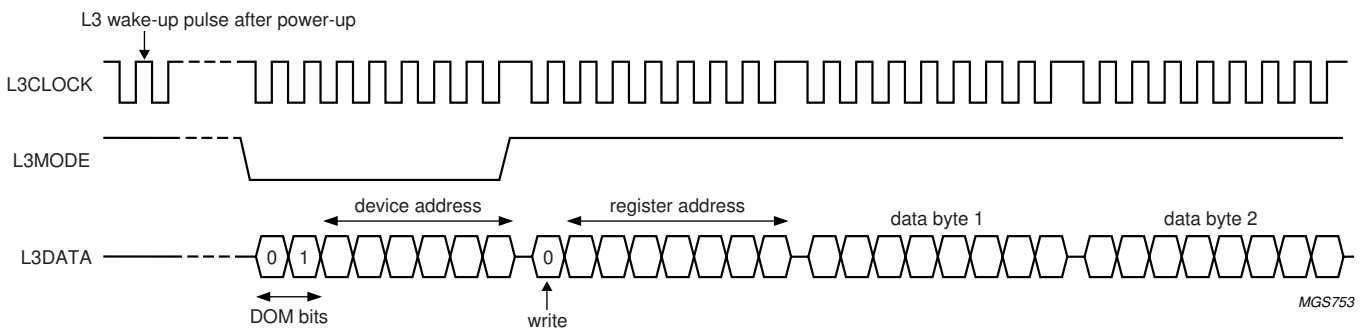 L3 wake-up pulse after power-up
L3CLOCK
L3MODE
device address
register address
data byte 1
data byte 2
L3DATA
0
1
0
DOM bits
write
MGS753